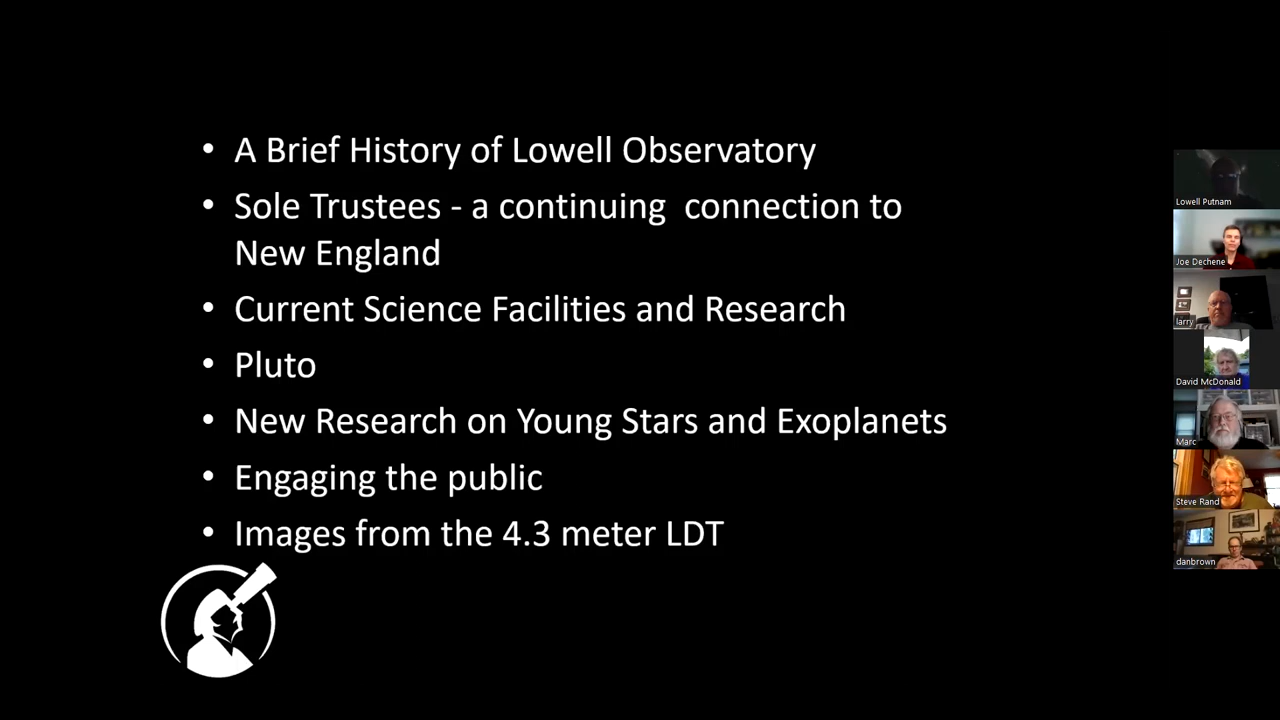 • A Brief History of Lowell Observatory
• Sole Trustees - a continuing  connection to
New England
• Current Science Facilities and Research
• Pluto
• New Research on Young Stars and Exoplanets
• Engaging the public
• Images from the 4.3 meter LDT
Lowell Putnam
Joe Dechene
larry
David McDonald
Marc
Steve Rand
danbrown